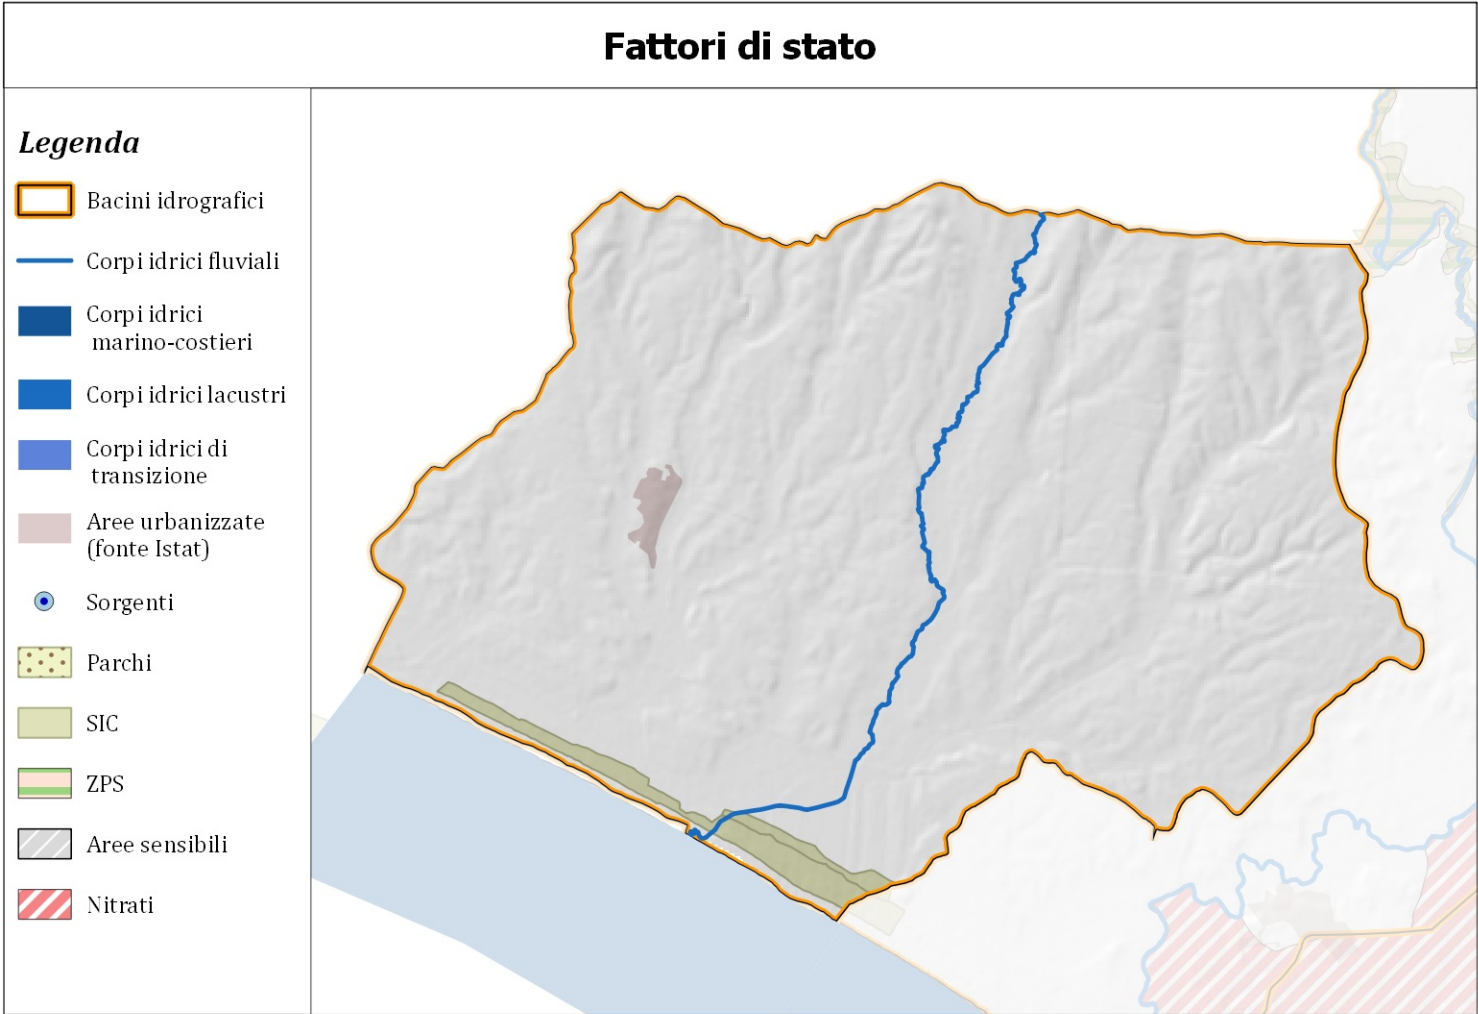 Fattori di stato
Legenda
Bacini idrografici
Corpi idrici fluviali
Corpi idrici
marino-costieri
Corpi idrici lacustri
Corpi idrici di
transizione
Aree urbanizzate
(fonte Istat)
Sorgenti
Parchi
SIC
ZPS
Aree sensibili
Nitrati